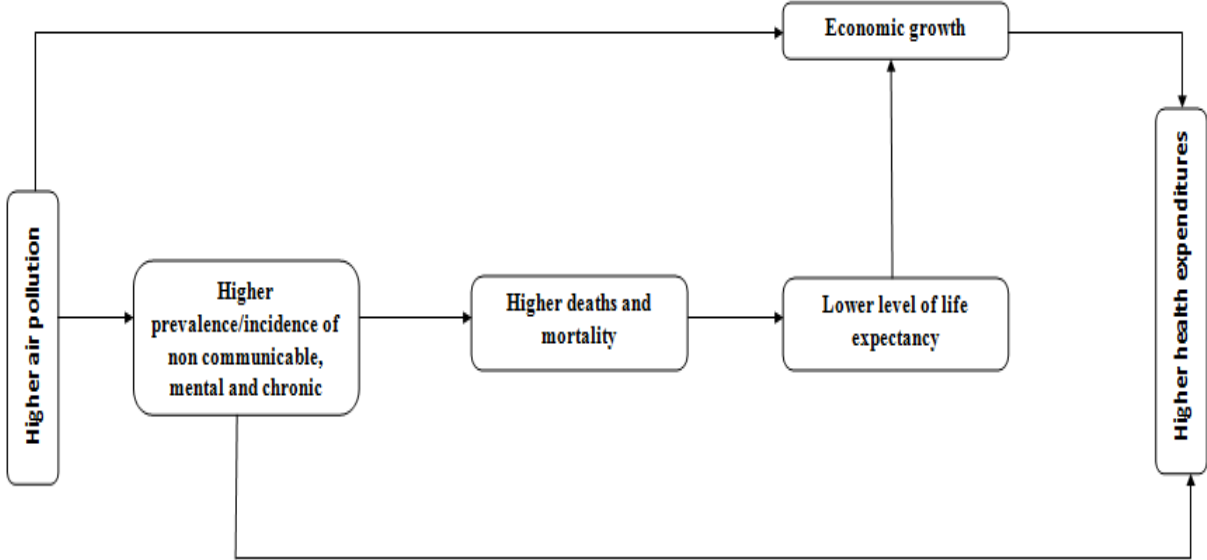 Economic growth
Higher air pollution
Higher
prevalence/incidence of
non communicable,
mental and chronic
Higher deaths and
mortality
Lower level of life
expectancy
Higher health expenditures